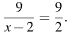 9/(x−2) = 9/2.